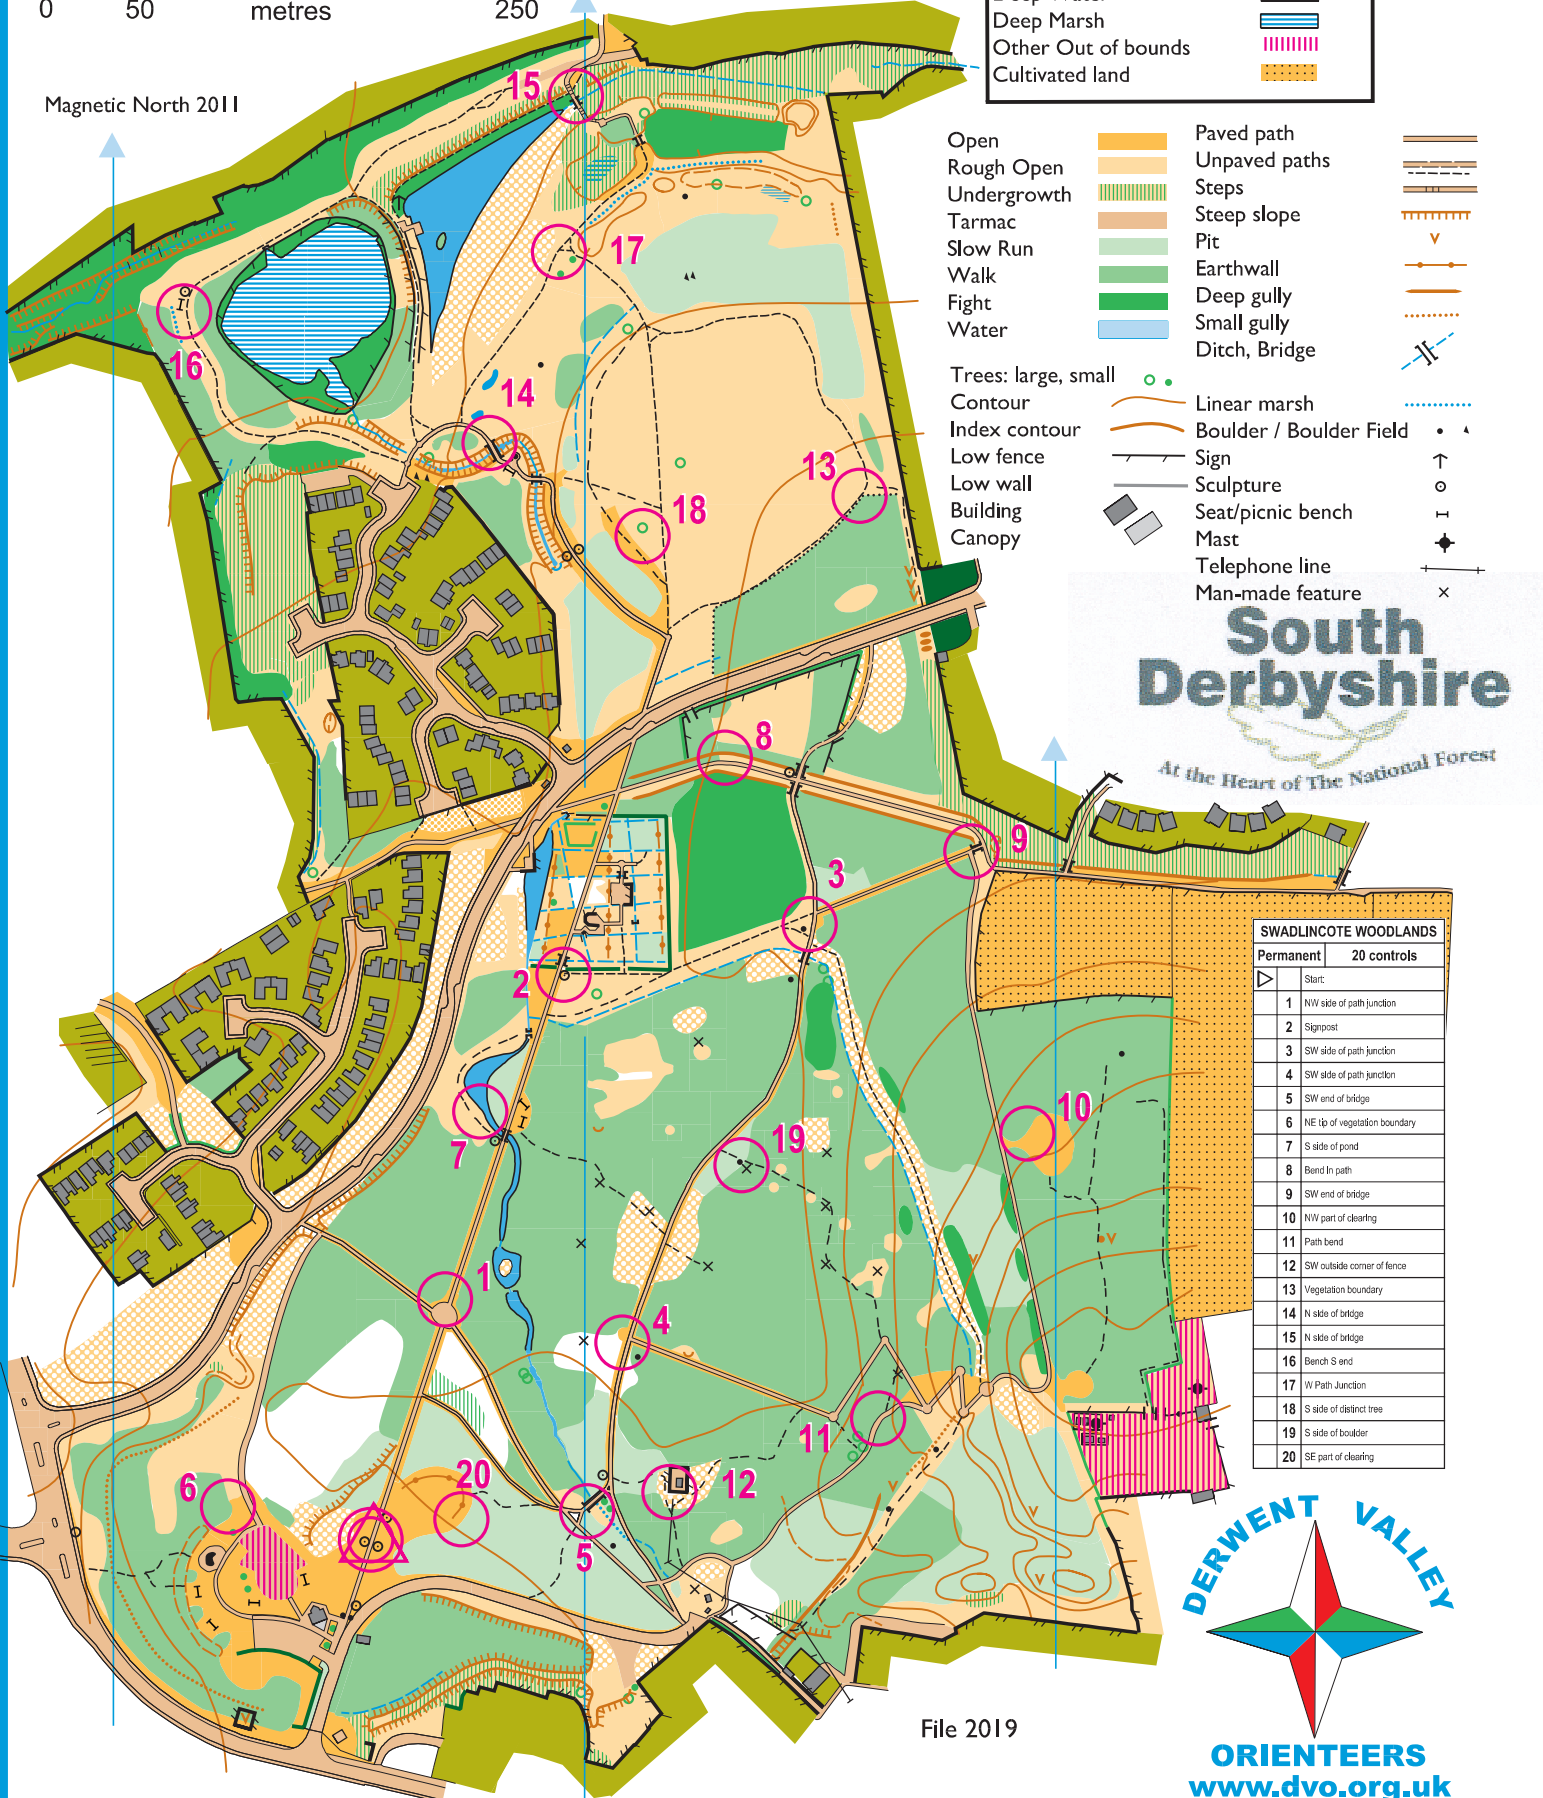 0 50 metres 250
Deep Marsh
Other Out of bounds
Cultivated land
Magnetic North 2011
Open
Rough Open
Undergrowth
Tarmac
Slow Run
Walk
Fight
Water
Trees: large, small
Contour
Index contour
Low fence
Low wall
Building
Canopy
Paved path
Unpaved paths
Steps
Steep slope
Pit
Earthwall
Deep gully
Small gully
Ditch, Bridge
Linear marsh
Boulder / Boulder Field
Sign
Sculpture
Seat/picnic bench
Mast
Telephone line
Man-made feature
South
Derbyshire
At the Heart of The National Forest
15
17
16
14
13
18
8
9
3
2
7
10
19
1
4
11
6
20
12
5
SWADLINCOTE WOODLANDS
Permanent 20 controls
Start:
1 NW side of path junction
2 Signpost
3 SW side of path junction
4 SW side of path junction
5 SW end of bridge
6 NE tip of vegetation boundary
7 S side of pond
8 Bend In path
9 SW end of bridge
10 NW part of clearing
11 Path bend
12 SW outside corner of fence
13 Vegetation boundary
14 N side of bridge
15 N side of bridge
16 Bench S end
17 W Path Junction
18 S side of distinct tree
19 S side of boulder
20 SE part of clearing
DERWENT VALLEY
ORIENTEERS
www.dvo.org.uk
File 2019